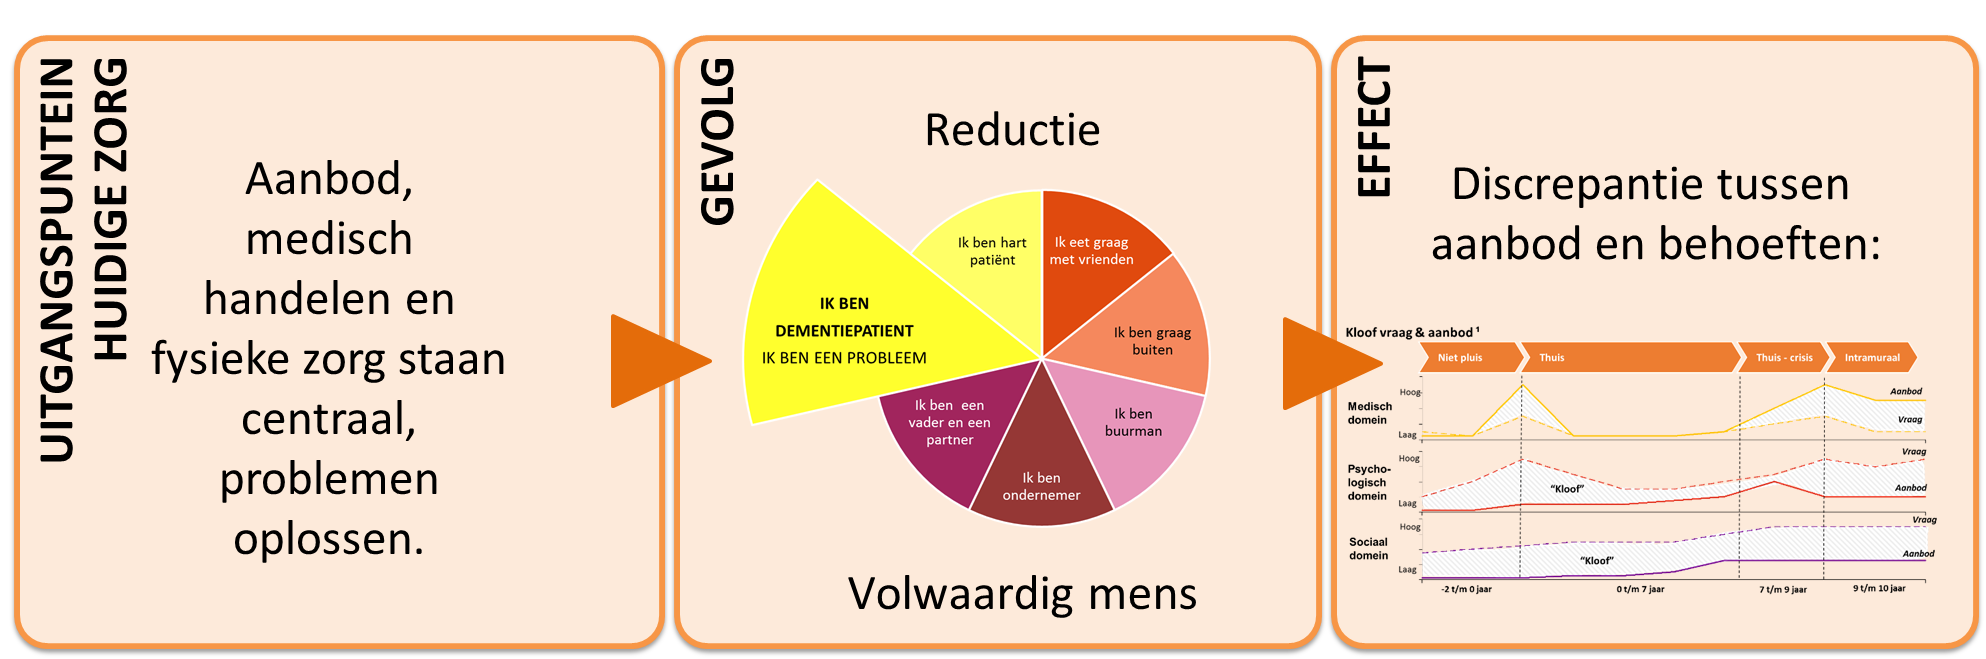 UITGANGSPUNTEIN
HUIDIGE ZORG
Aanbod,
medisch
handelen en
fysieke zorg staan
centraal,
problemen
oplossen.
GEVOLG
Reductie
Ik ben hart
patiënt
Ik eet graag
met vrienden
IK BEN
DEMENTIEPATIENT
IK BEN EEN PROBLEEM
Ik ben graag
buiten
Ik ben een
vader en een
partner
Ik ben
buurman
Ik ben
ondernemer
Volwaardig mens
EFFECT
Discrepantie tussen
aanbod en behoeften:
Kloof vraag & aanbod ¹
Niet pluis
Thuis
Thuis - crisis
Intramuraal
Medisch
domein
Hoog
Laag
Aanbod
Vraag
Psycho-
logisch
domein
Hoog
Laag
"Kloof"
Vraag
Aanbod
Sociaal
domein
Hoog
Laag
"Kloof"
Vraag
Aanbod
-2 t/m 0 jaar
0 t/m 7 jaar
7 t/m 9 jaar
9 t/m 10 jaar